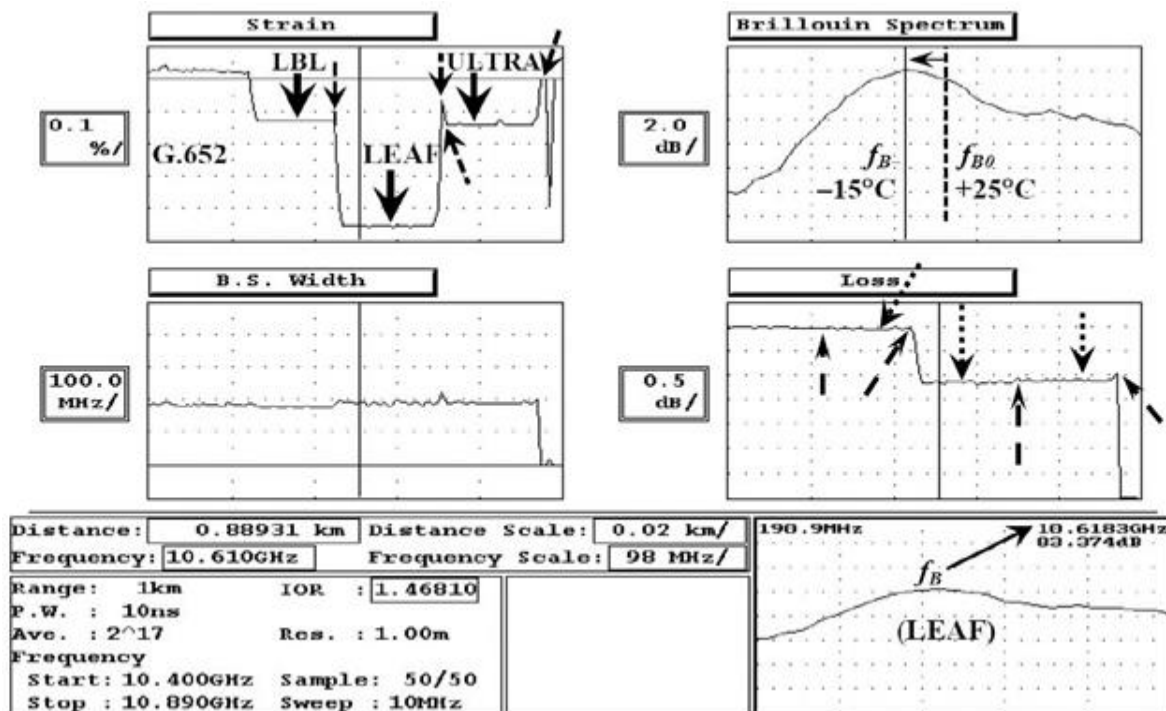 Strain
LBL
ULTRA
0.1
%/
G.652
LEAF
Brillouin Spectrum
2.0
dB/
fB
−15°C
fB0
+25°C
B.S. Width
100.0
MHz/
Loss
0.5
dB/
Distance: 0.88931 km Distance Scale: 0.02 km/
Frequency: 10.610GHz Frequency Scale: 98 MHz/
Range: 1km IOR : 1.46810
P.W. : 10ns
Ave. : 2^17 Res. : 1.00m
Frequency
Start: 10.400GHz Sample: 50/50
Stop : 10.890GHz Sweep : 10MHz
190.9MHz 10.6183GHz
83.374dB
fB
(LEAF)